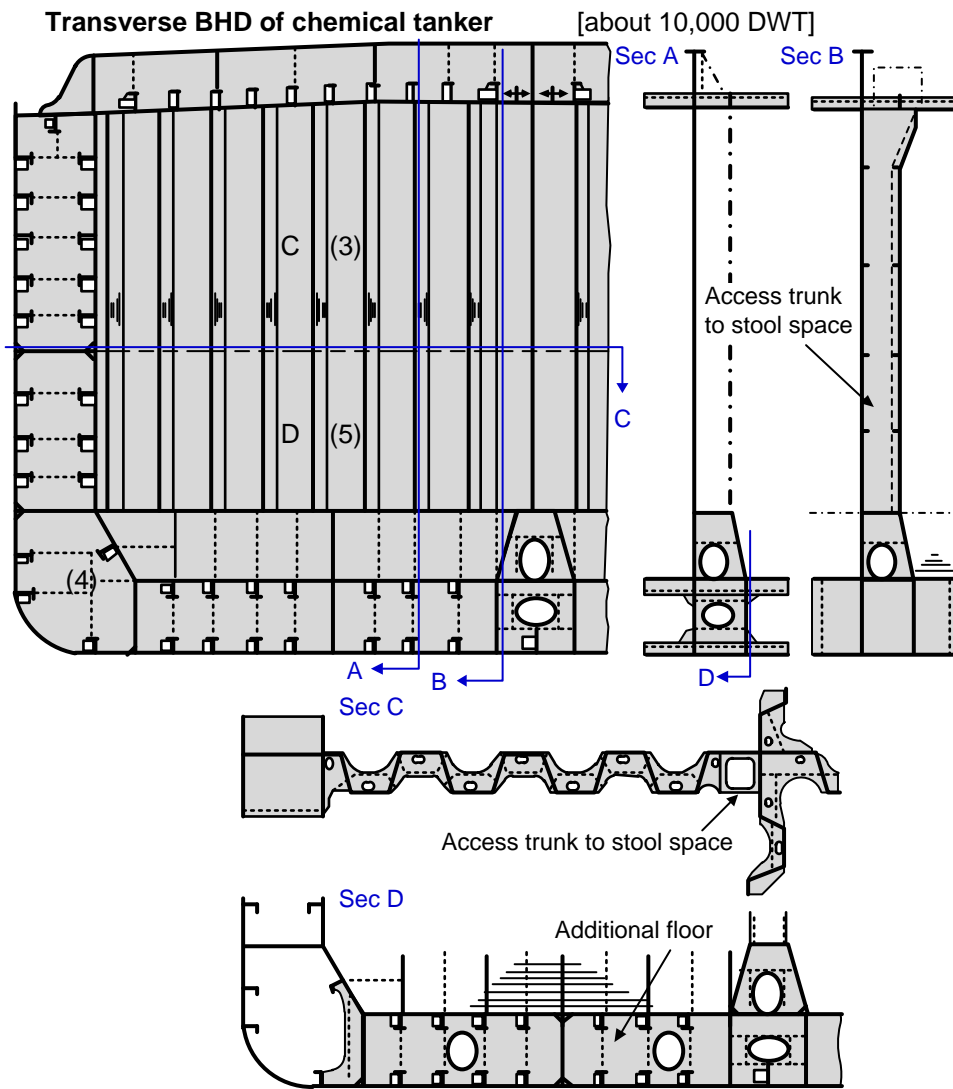 Transverse BHD of chemical tanker [about 10,000 DWT]
Sec A
Sec B
C (3)
Access trunk
to stool space
C
D (5)
(4)
A
B
D
Sec C
Access trunk to stool space
Sec D
Additional floor